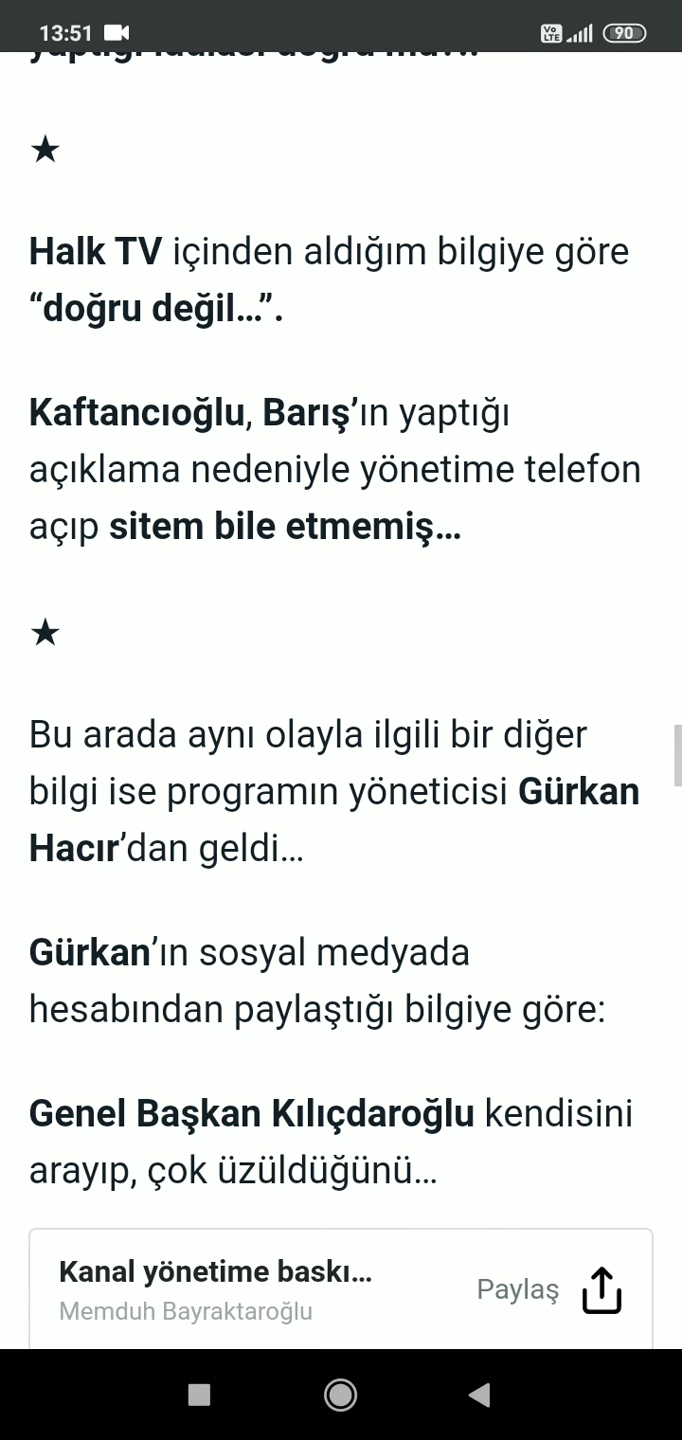 13:51
Vo LTE
90
★
Halk TV içinden aldığım bilgiye göre
“doğru değil…”.
Kaftancıoğlu, Barış’ın yaptığı
açıklama nedeniyle yönetime telefon
açıp sitem bile etmemiş…
★
Bu arada aynı olayla ilgili bir diğer
bilgi ise programın yöneticisi Gürkan
Hacır’dan geldi…
Gürkan’ın sosyal medyada
hesabından paylaştığı bilgiye göre:
Genel Başkan Kılıçdaroğlu kendisini
arayıp, çok üzüldüğünü…
Kanal yönetime baskı…
Memduh Bayraktaroğlu
Paylaş